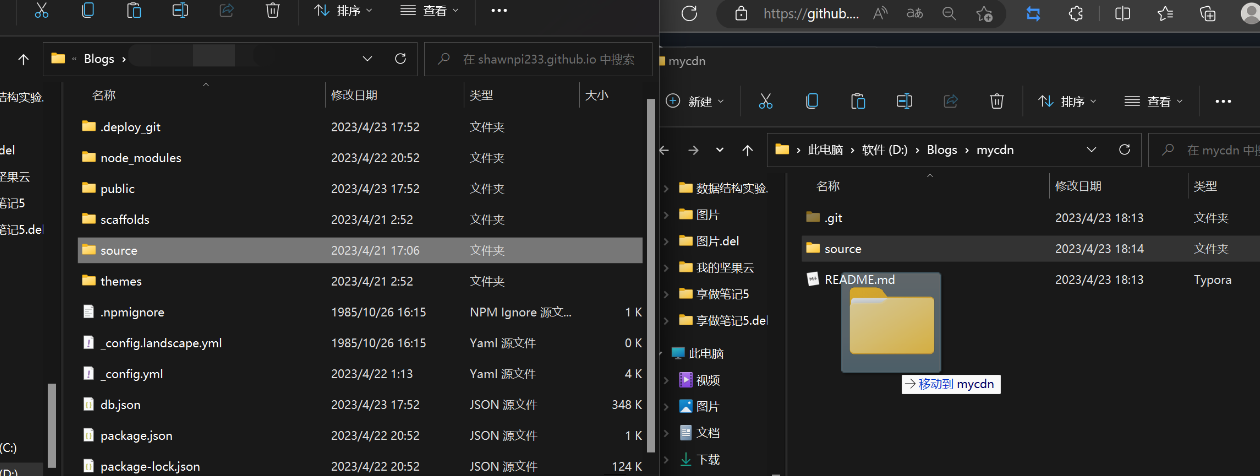 排序
查看
Blogs
在 shawnpi233.github.io 中搜索
结构实验.
.del
坚果云
笔记5
笔记5.del
(C:)
(D:)
名称 修改日期 类型 大小
.deploy_git 2023/4/23 17:52 文件夹
node_modules 2023/4/22 20:52 文件夹
public 2023/4/23 17:52 文件夹
scaffolds 2023/4/21 2:52 文件夹
source 2023/4/21 17:06 文件夹
themes 2023/4/21 2:52 文件夹
.npmignore 1985/10/26 16:15 NPM Ignore 源文... 1 K
_config.landscape.yml 1985/10/26 16:15 Yaml 源文件 0 K
_config.yml 2023/4/22 1:13 Yaml 源文件 4 K
db.json 2023/4/23 17:52 JSON 源文件 348 K
package.json 2023/4/22 20:52 JSON 源文件 1 K
package-lock.json 2023/4/22 20:52 JSON 源文件 124 K
https://github....
mycdn
新建
排序
查看
此电脑 › 软件 (D:) › Blogs › mycdn
在 mycdn 中搜
数据结构实验.
图片
图片.del
我的坚果云
享做笔记5
享做笔记5.del
此电脑
视频
图片
文档
下载
名称 修改日期 类型
.git 2023/4/23 18:13 文件夹
source 2023/4/23 18:14 文件夹
README.md 2023/4/23 18:13 Typora
→移动到 mycdn